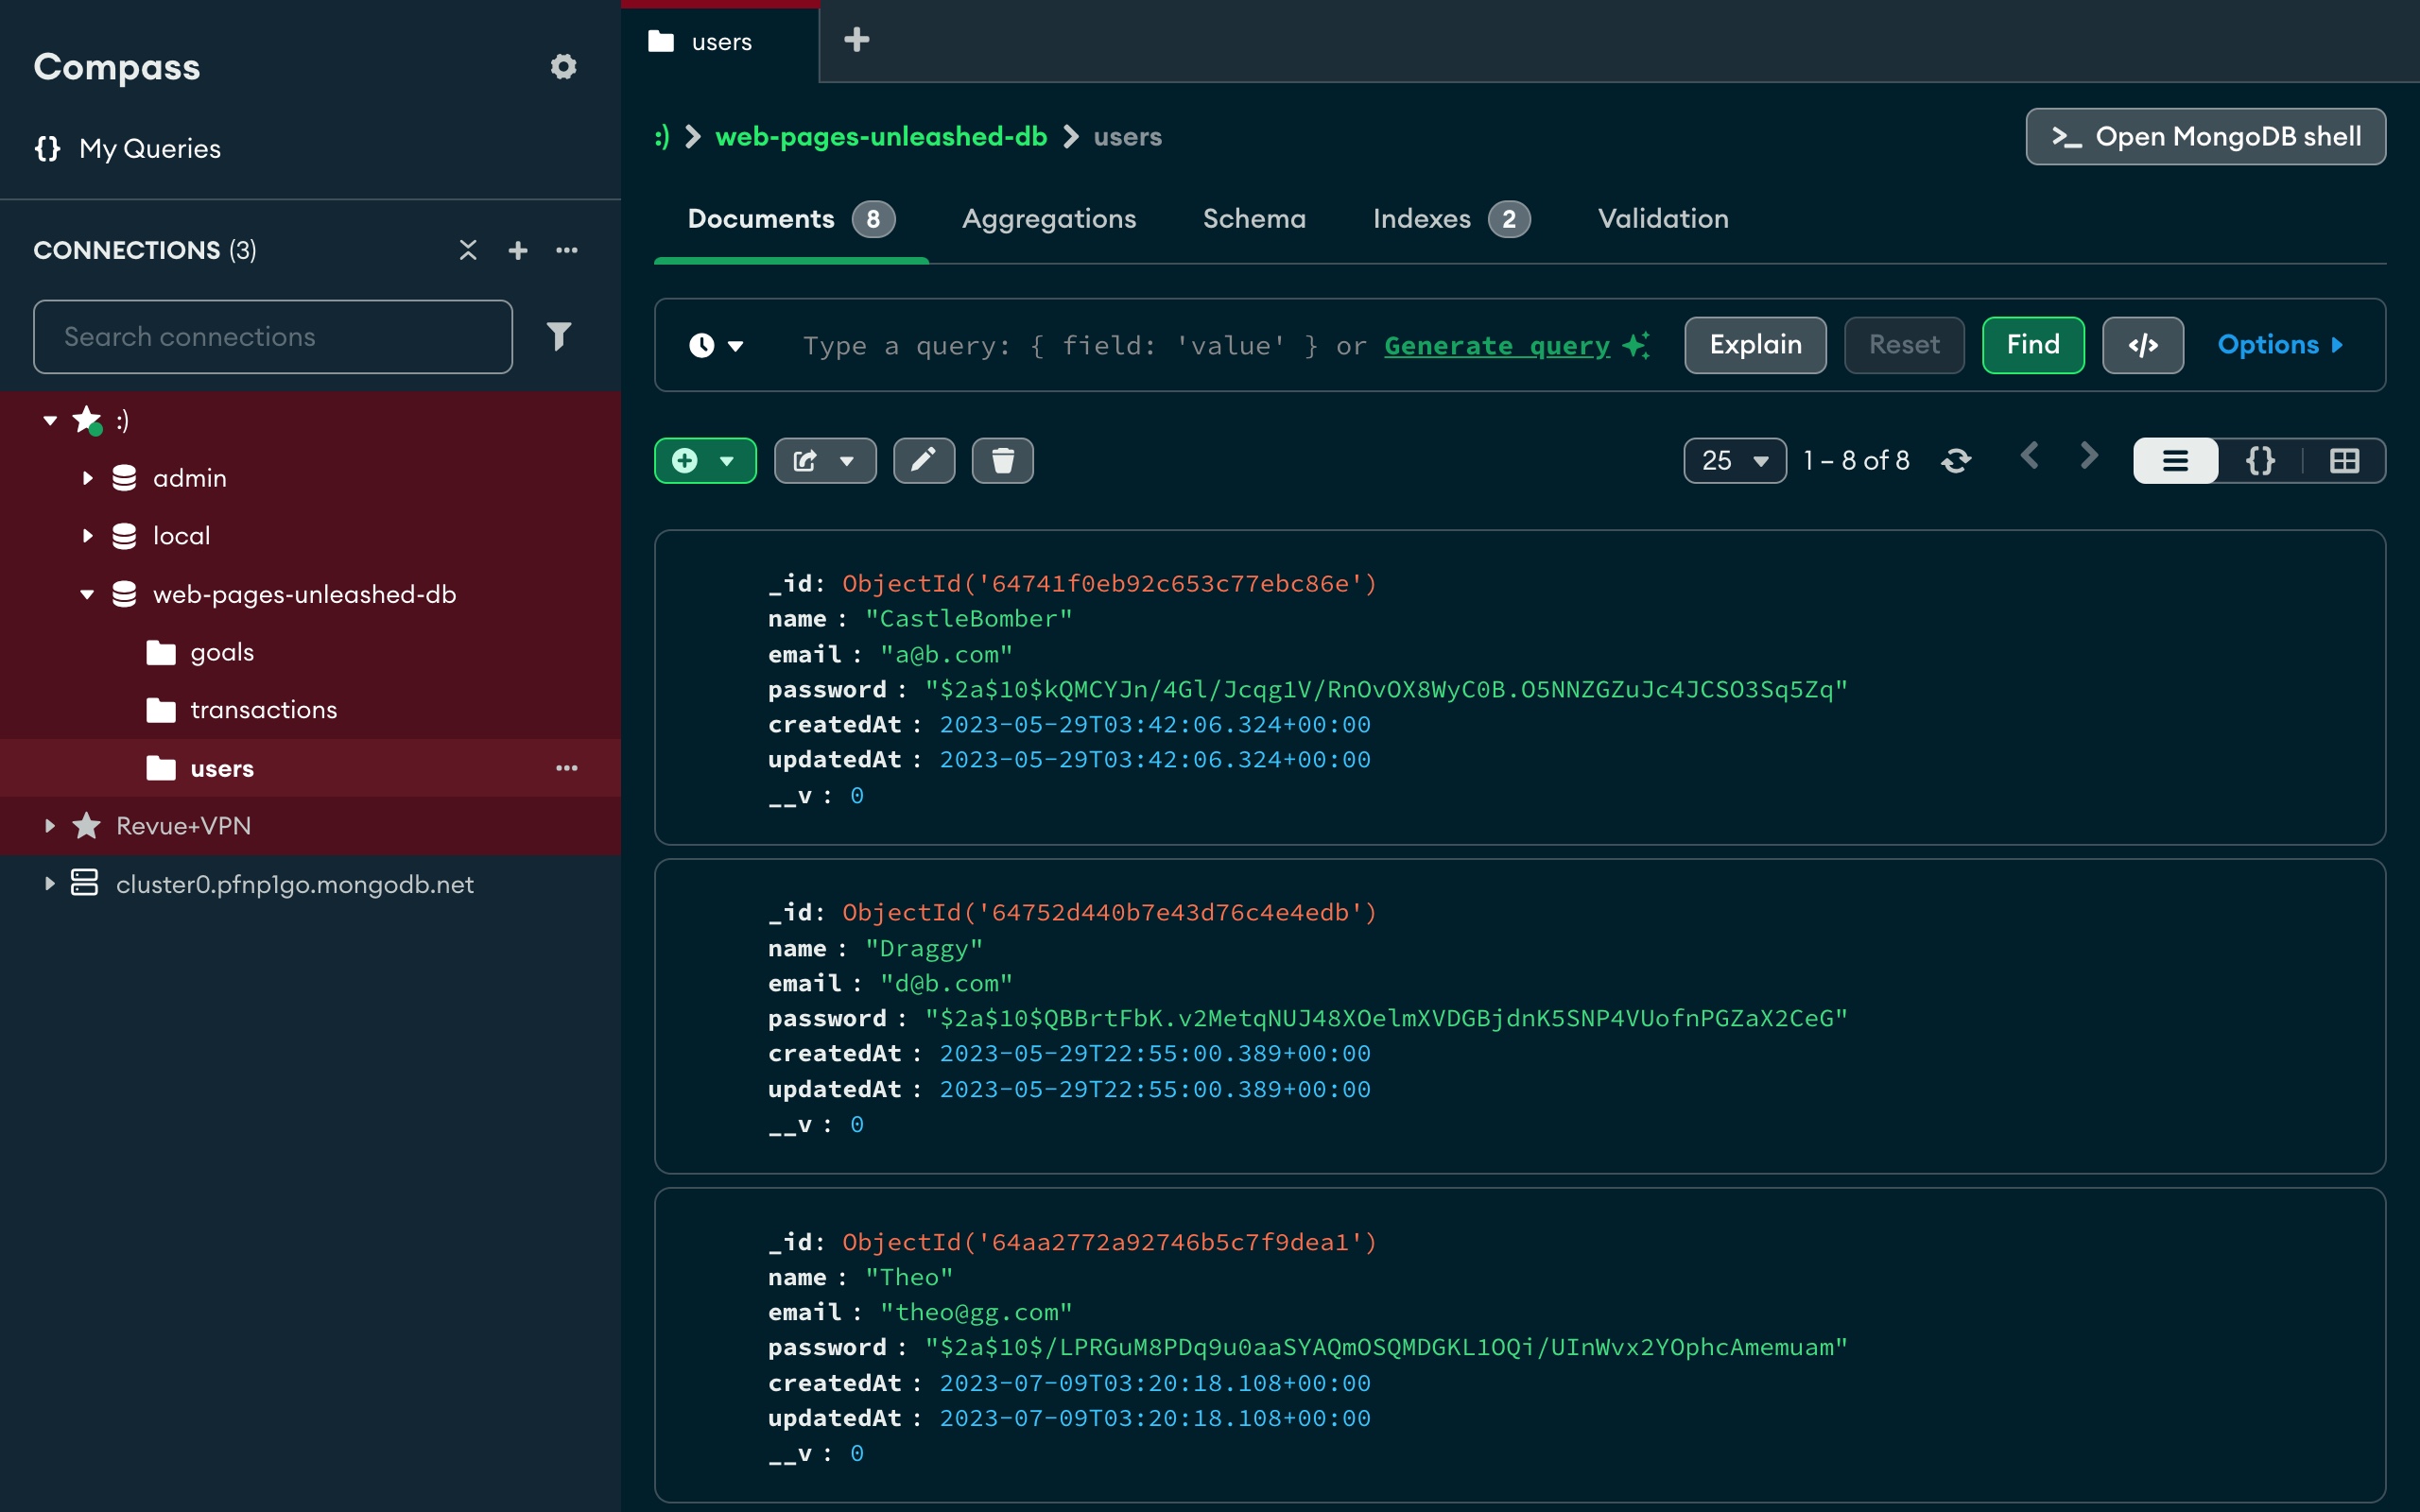 Compass
My Queries
CONNECTIONS (3)
Search connections
:)
admin
local
web-pages-unleashed-db
goals
transactions
users
Revue+VPN
cluster0.pfnp1go.mongodb.net
users
:) > web-pages-unleashed-db > users
Open MongoDB shell
Documents 8 Aggregations Schema Indexes 2 Validation
Type a query: { field: 'value' } or Generate query Explain Reset Find </> Options
25 1 – 8 of 8 {}
_id: ObjectId('64741f0eb92c653c77ebc86e')
name : "CastleBomber"
email : "a@b.com"
password : "$2a$10$kQMCYJn/4Gl/Jcqg1V/RnOvOX8WyC0B.O5NNZGZuJc4JCSO3Sq5Zq"
createdAt : 2023-05-29T03:42:06.324+00:00
updatedAt : 2023-05-29T03:42:06.324+00:00
__v : 0
_id: ObjectId('64752d440b7e43d76c4e4edb')
name : "Draggy"
email : "d@b.com"
password : "$2a$10$QBBrtFbK.v2MetqNUJ48XOelmXVDGBjdnK5SNP4VUofnPGZaX2CeG"
createdAt : 2023-05-29T22:55:00.389+00:00
updatedAt : 2023-05-29T22:55:00.389+00:00
__v : 0
_id: ObjectId('64aa2772a92746b5c7f9dea1')
name : "Theo"
email : "theo@gg.com"
password : "$2a$10$/LPRGuM8PDq9u0aaSYAQmOSQMDGKL1OQi/UInWvx2YOphcAmemuam"
createdAt : 2023-07-09T03:20:18.108+00:00
updatedAt : 2023-07-09T03:20:18.108+00:00
__v : 0